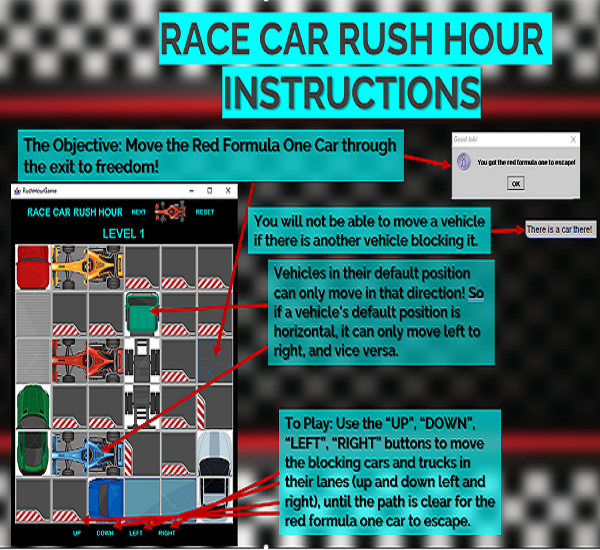 RACE CAR RUSH HOUR
INSTRUCTIONS
The Objective: Move the Red Formula One Car through
the exit to freedom!
Good Job!
You got the red formula one to escape!
OK
RushHourGame
RACE CAR RUSH HOUR
NEXT
RESET
LEVEL 1
You will not be able to move a vehicle
if there is another vehicle blocking it.
There is a car there!
Vehicles in their default position
can only move in that direction! So
if a vehicle's default position is
horizontal, it can only move left to
right, and vice versa.
To Play: Use the “UP”, “DOWN”,
“LEFT”, “RIGHT” buttons to move
the blocking cars and trucks in
their lanes (up and down left and
right), until the path is clear for the
red formula one car to escape.
UP
DOWN
LEFT
RIGHT